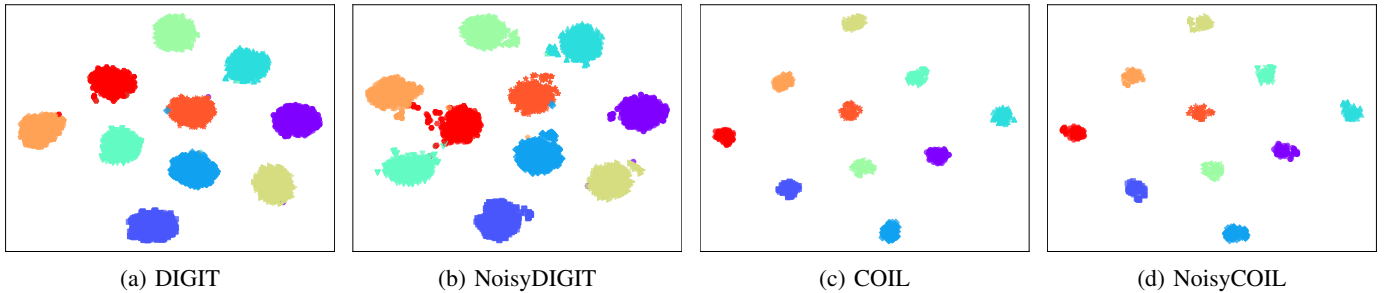 (a) DIGIT
(b) NoisyDIGIT
(c) COIL
(d) NoisyCOIL